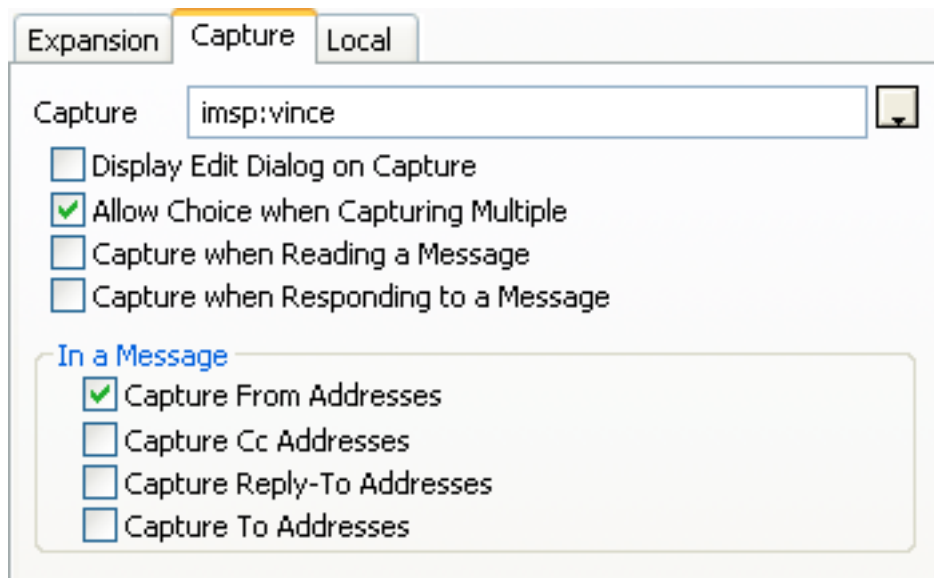 Expansion Capture Local
Capture imsp:vince
Display Edit Dialog on Capture
Allow Choice when Capturing Multiple
Capture when Reading a Message
Capture when Responding to a Message
In a Message
Capture From Addresses
Capture Cc Addresses
Capture Reply-To Addresses
Capture To Addresses